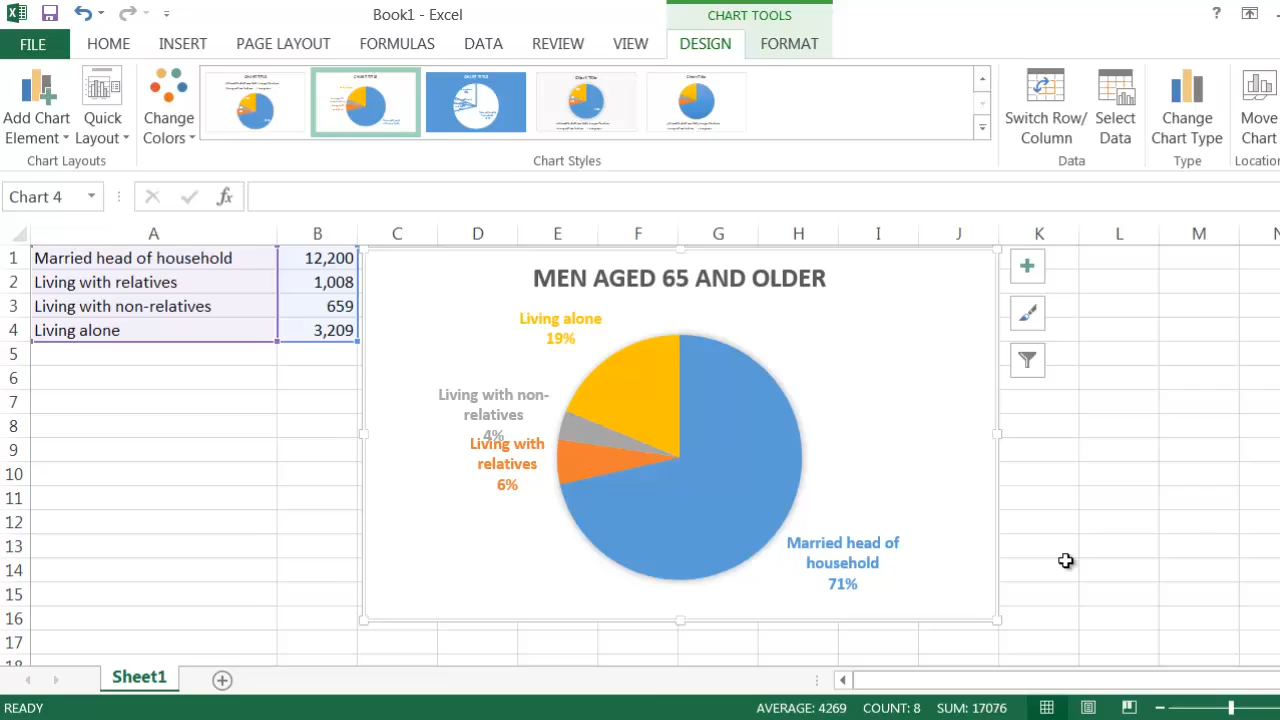 Book1 - Excel
CHART TOOLS
?
FILE
HOME
INSERT
PAGE LAYOUT
FORMULAS
DATA
REVIEW
VIEW
DESIGN
FORMAT
Add Chart
Element
Quick
Layout
Change
Colors
Switch Row/
Column
Select
Data
Change
Chart Type
Move
Chart
Chart Layouts
Chart Styles
Data
Type
Locatio
Chart 4
fx
A B C D E F G H I J K L M N
1 Married head of household 12,200
2 Living with relatives 1,008
3 Living with non-relatives 659
4 Living alone 3,209
5
6
7
8
9
10
11
12
13
14
15
16
17
18
MEN AGED 65 AND OLDER
Living alone
19%
Living with non-
relatives
4%
Living with
relatives
6%
Married head of
household
71%
Sheet1
READY
AVERAGE: 4269 COUNT: 8 SUM: 17076